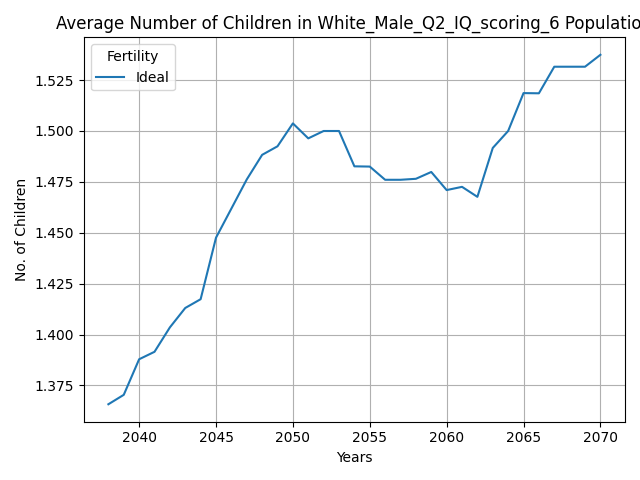 Average Number of Children in White_Male_Q2_IQ_scoring_6 Populatio
Fertility
Ideal
1.525
1.500
1.475
1.450
1.425
1.400
1.375
No. of Children
2040 2045 2050 2055 2060 2065 2070
Years